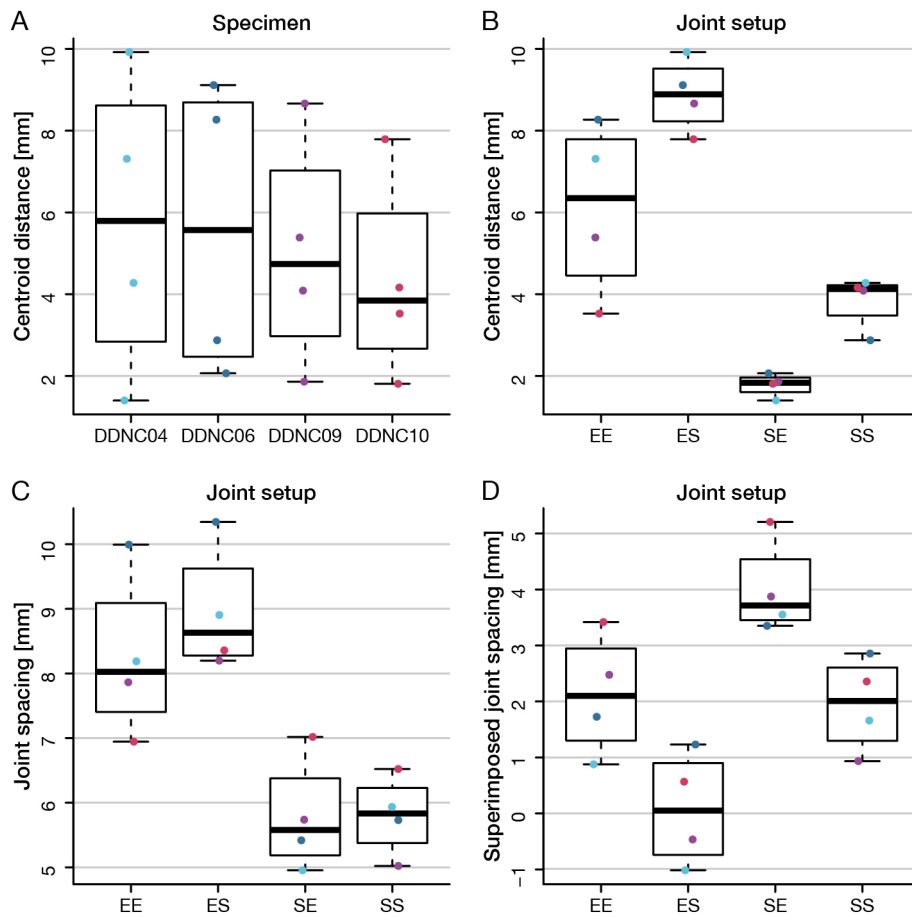 A
Specimen
Centroid distance [mm]
10
8
6
4
2
DDNC04 DDNC06 DDNC09 DDNC10
B
Joint setup
Centroid distance [mm]
10
8
6
4
2
EE ES SE SS
C
Joint setup
Joint spacing [mm]
10
9
8
7
6
5
EE ES SE SS
D
Joint setup
Superimposed joint spacing [mm]
5
4
3
2
1
0
−1
EE ES SE SS